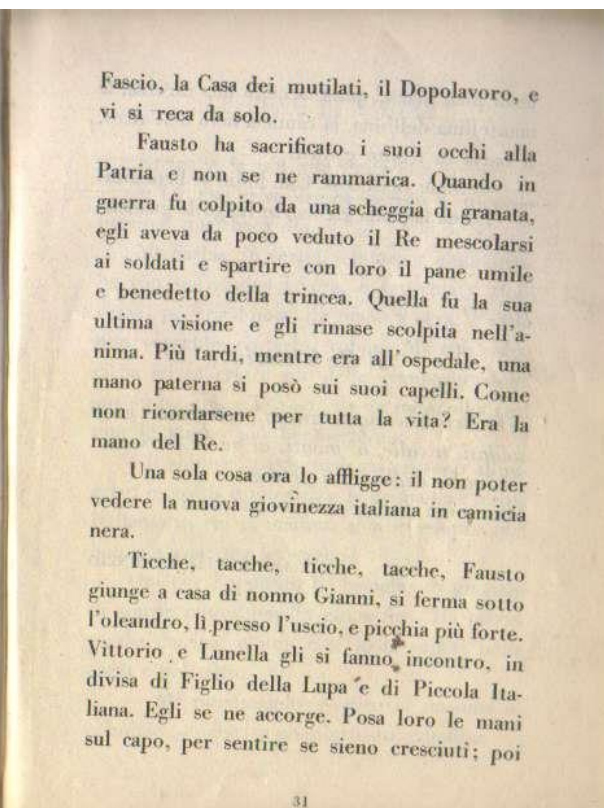 Fascio, la Casa dei mutilati, il Dopolavoro, e
vi si reca da solo.
Fausto ha sacrificato i suoi occhi alla
Patria e non se ne rammarica. Quando in
guerra fu colpito da una scheggia di granata,
egli aveva da poco veduto il Re mescolarsi
ai soldati e spartire con loro il pane umile
e benedetto della trincea. Quella fu la sua
ultima visione e gli rimase scolpita nell'a-
nima. Più tardi, mentre era all'ospedale, una
mano paterna si posò sui suoi capelli. Come
non ricordarsene per tutta la vita? Era la
mano del Re.
Una sola cosa ora lo affligge: il non poter
vedere la nuova giovinezza italiana in camicia
nera.
Ticche, tacche, ticche, tacche, Fausto
giunge a casa di nonno Gianni, si ferma sotto
l'oleandro, lì presso l'uscio, e picchia più forte.
Vittorio e Lunella gli si fanno incontro, in
divisa di Figlio della Lupa e di Piccola Ita-
liana. Egli se ne accorge. Posa loro le mani
sul capo, per sentire se sieno cresciuti; poi
31